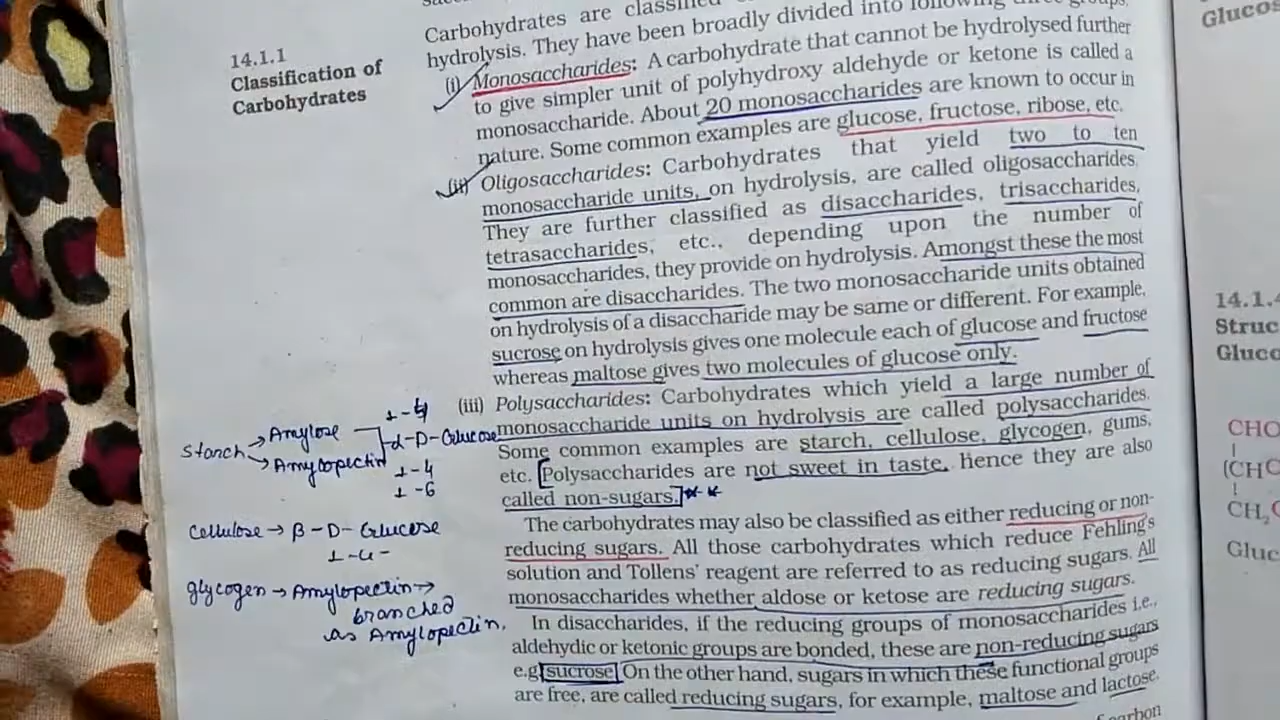 14.1.1
Classification of
Carbohydrates
Carbohydrates are classified
hydrolysis. They have been broadly divided into following three groups.
(i) Monosaccharides: A carbohydrate that cannot be hydrolysed further
to give simpler unit of polyhydroxy aldehyde or ketone is called a
monosaccharide. About 20 monosaccharides are known to occur in
nature. Some common examples are glucose, fructose, ribose, etc.
(ii) Oligosaccharides: Carbohydrates that yield two to ten
monosaccharide units, on hydrolysis, are called oligosaccharides.
They are further classified as disaccharides, trisaccharides,
tetrasaccharides, etc., depending upon the number of
monosaccharides, they provide on hydrolysis. Amongst these the most
common are disaccharides. The two monosaccharide units obtained
on hydrolysis of a disaccharide may be same or different. For example,
sucrose on hydrolysis gives one molecule each of glucose and fructose
whereas maltose gives two molecules of glucose only.
(iii) Polysaccharides: Carbohydrates which yield a large number of
monosaccharide units on hydrolysis are called polysaccharides.
Some common examples are starch, cellulose, glycogen, gums,
etc. [Polysaccharides are not sweet in taste, hence they are also
called non-sugars.]**
The carbohydrates may also be classified as either reducing or non-
reducing sugars. All those carbohydrates which reduce Fehling's
solution and Tollens' reagent are referred to as reducing sugars. All
monosaccharides whether aldose or ketose are reducing sugars.
In disaccharides, if the reducing groups of monosaccharides i.e.,
aldehydic or ketonic groups are bonded, these are non-reducing sugars
e.g. sucrose. On the other hand, sugars in which these functional groups
are free, are called reducing sugars, for example, maltose and lactose.
of carbon
1-4
Starch → Amylose
α-D-Glucose
→ Amylopectin
1-4
1-6
Cellulose → β-D-Glucose
1-4-
glycogen → Amylopectin →
branched
as Amylopectin.
14.1.
Struc
Gluco
CHO
(CHO
CH₂O
Gluc